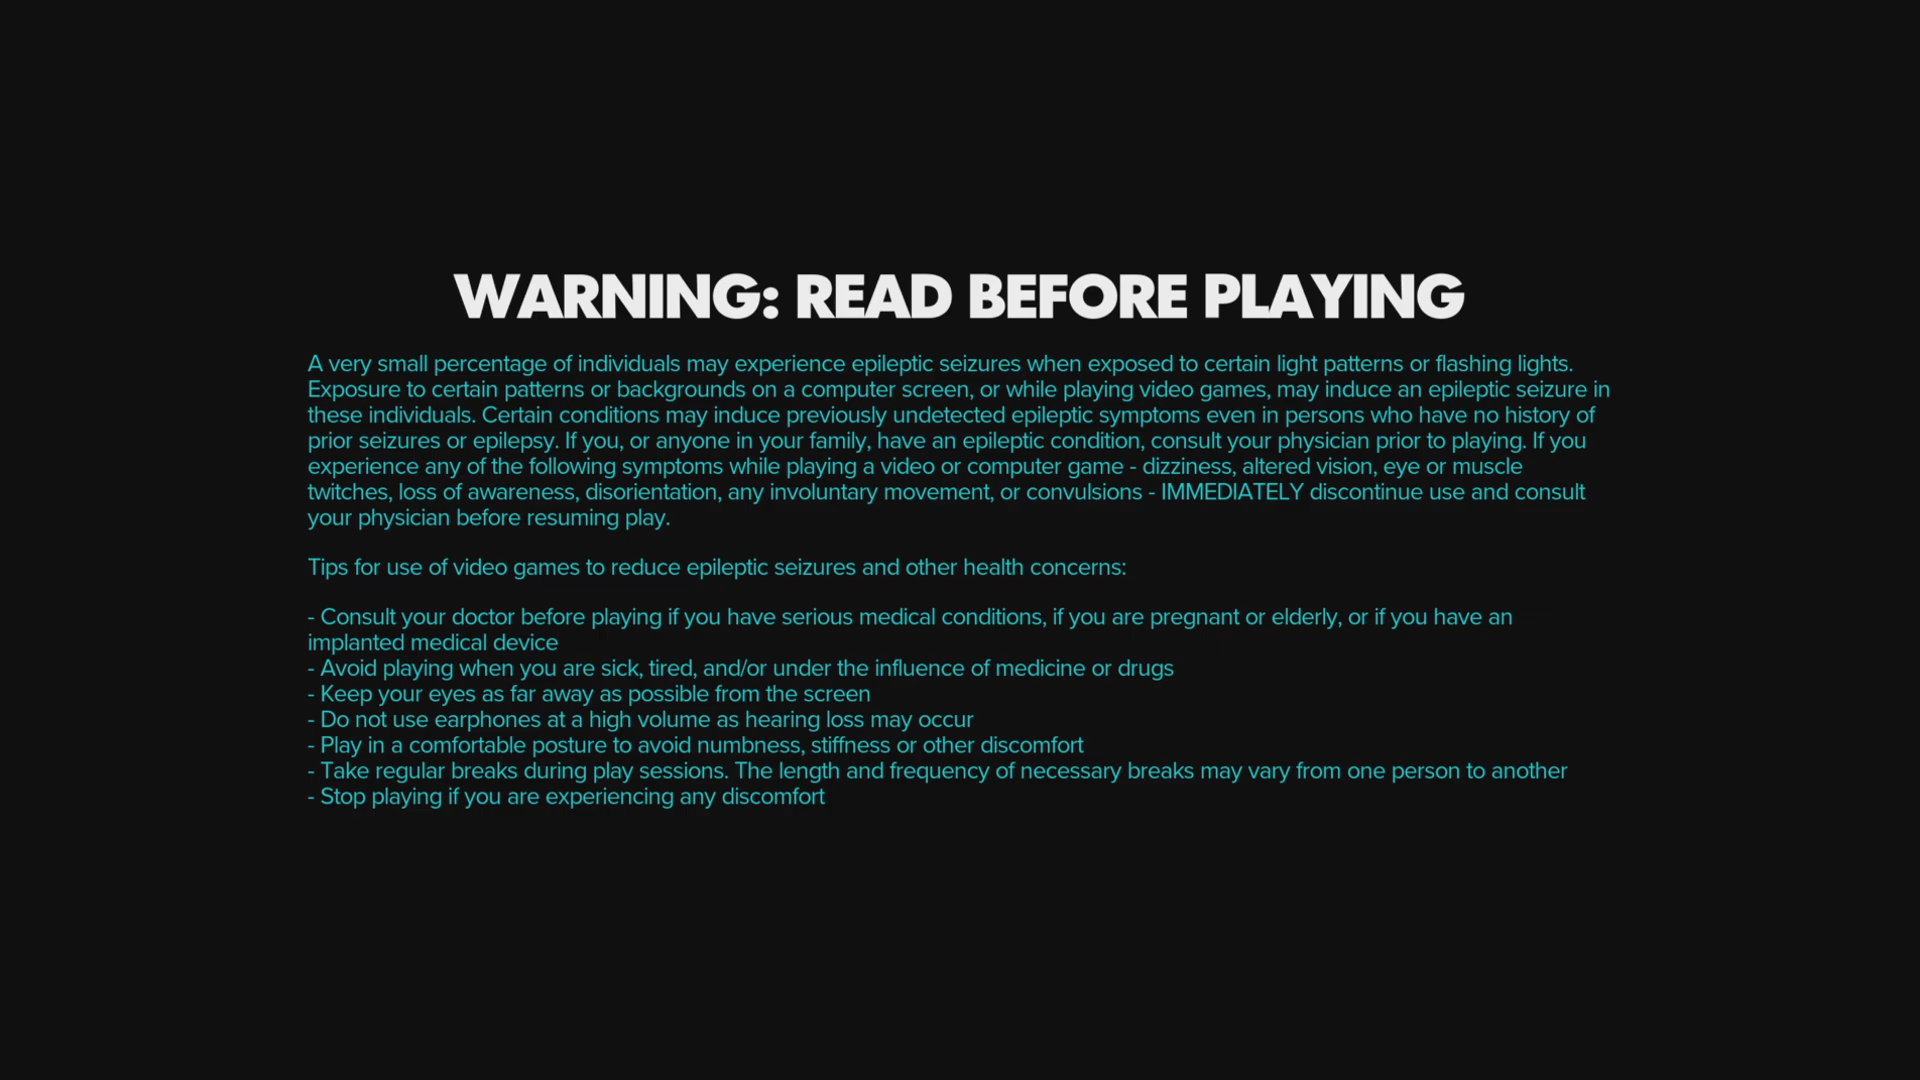 WARNING: READ BEFORE PLAYING
A very small percentage of individuals may experience epileptic seizures when exposed to certain light patterns or flashing lights.
Exposure to certain patterns or backgrounds on a computer screen, or while playing video games, may induce an epileptic seizure in
these individuals. Certain conditions may induce previously undetected epileptic symptoms even in persons who have no history of
prior seizures or epilepsy. If you, or anyone in your family, have an epileptic condition, consult your physician prior to playing. If you
experience any of the following symptoms while playing a video or computer game - dizziness, altered vision, eye or muscle
twitches, loss of awareness, disorientation, any involuntary movement, or convulsions - IMMEDIATELY discontinue use and consult
your physician before resuming play.
Tips for use of video games to reduce epileptic seizures and other health concerns:
- Consult your doctor before playing if you have serious medical conditions, if you are pregnant or elderly, or if you have an
implanted medical device
- Avoid playing when you are sick, tired, and/or under the influence of medicine or drugs
- Keep your eyes as far away as possible from the screen
- Do not use earphones at a high volume as hearing loss may occur
- Play in a comfortable posture to avoid numbness, stiffness or other discomfort
- Take regular breaks during play sessions. The length and frequency of necessary breaks may vary from one person to another
- Stop playing if you are experiencing any discomfort